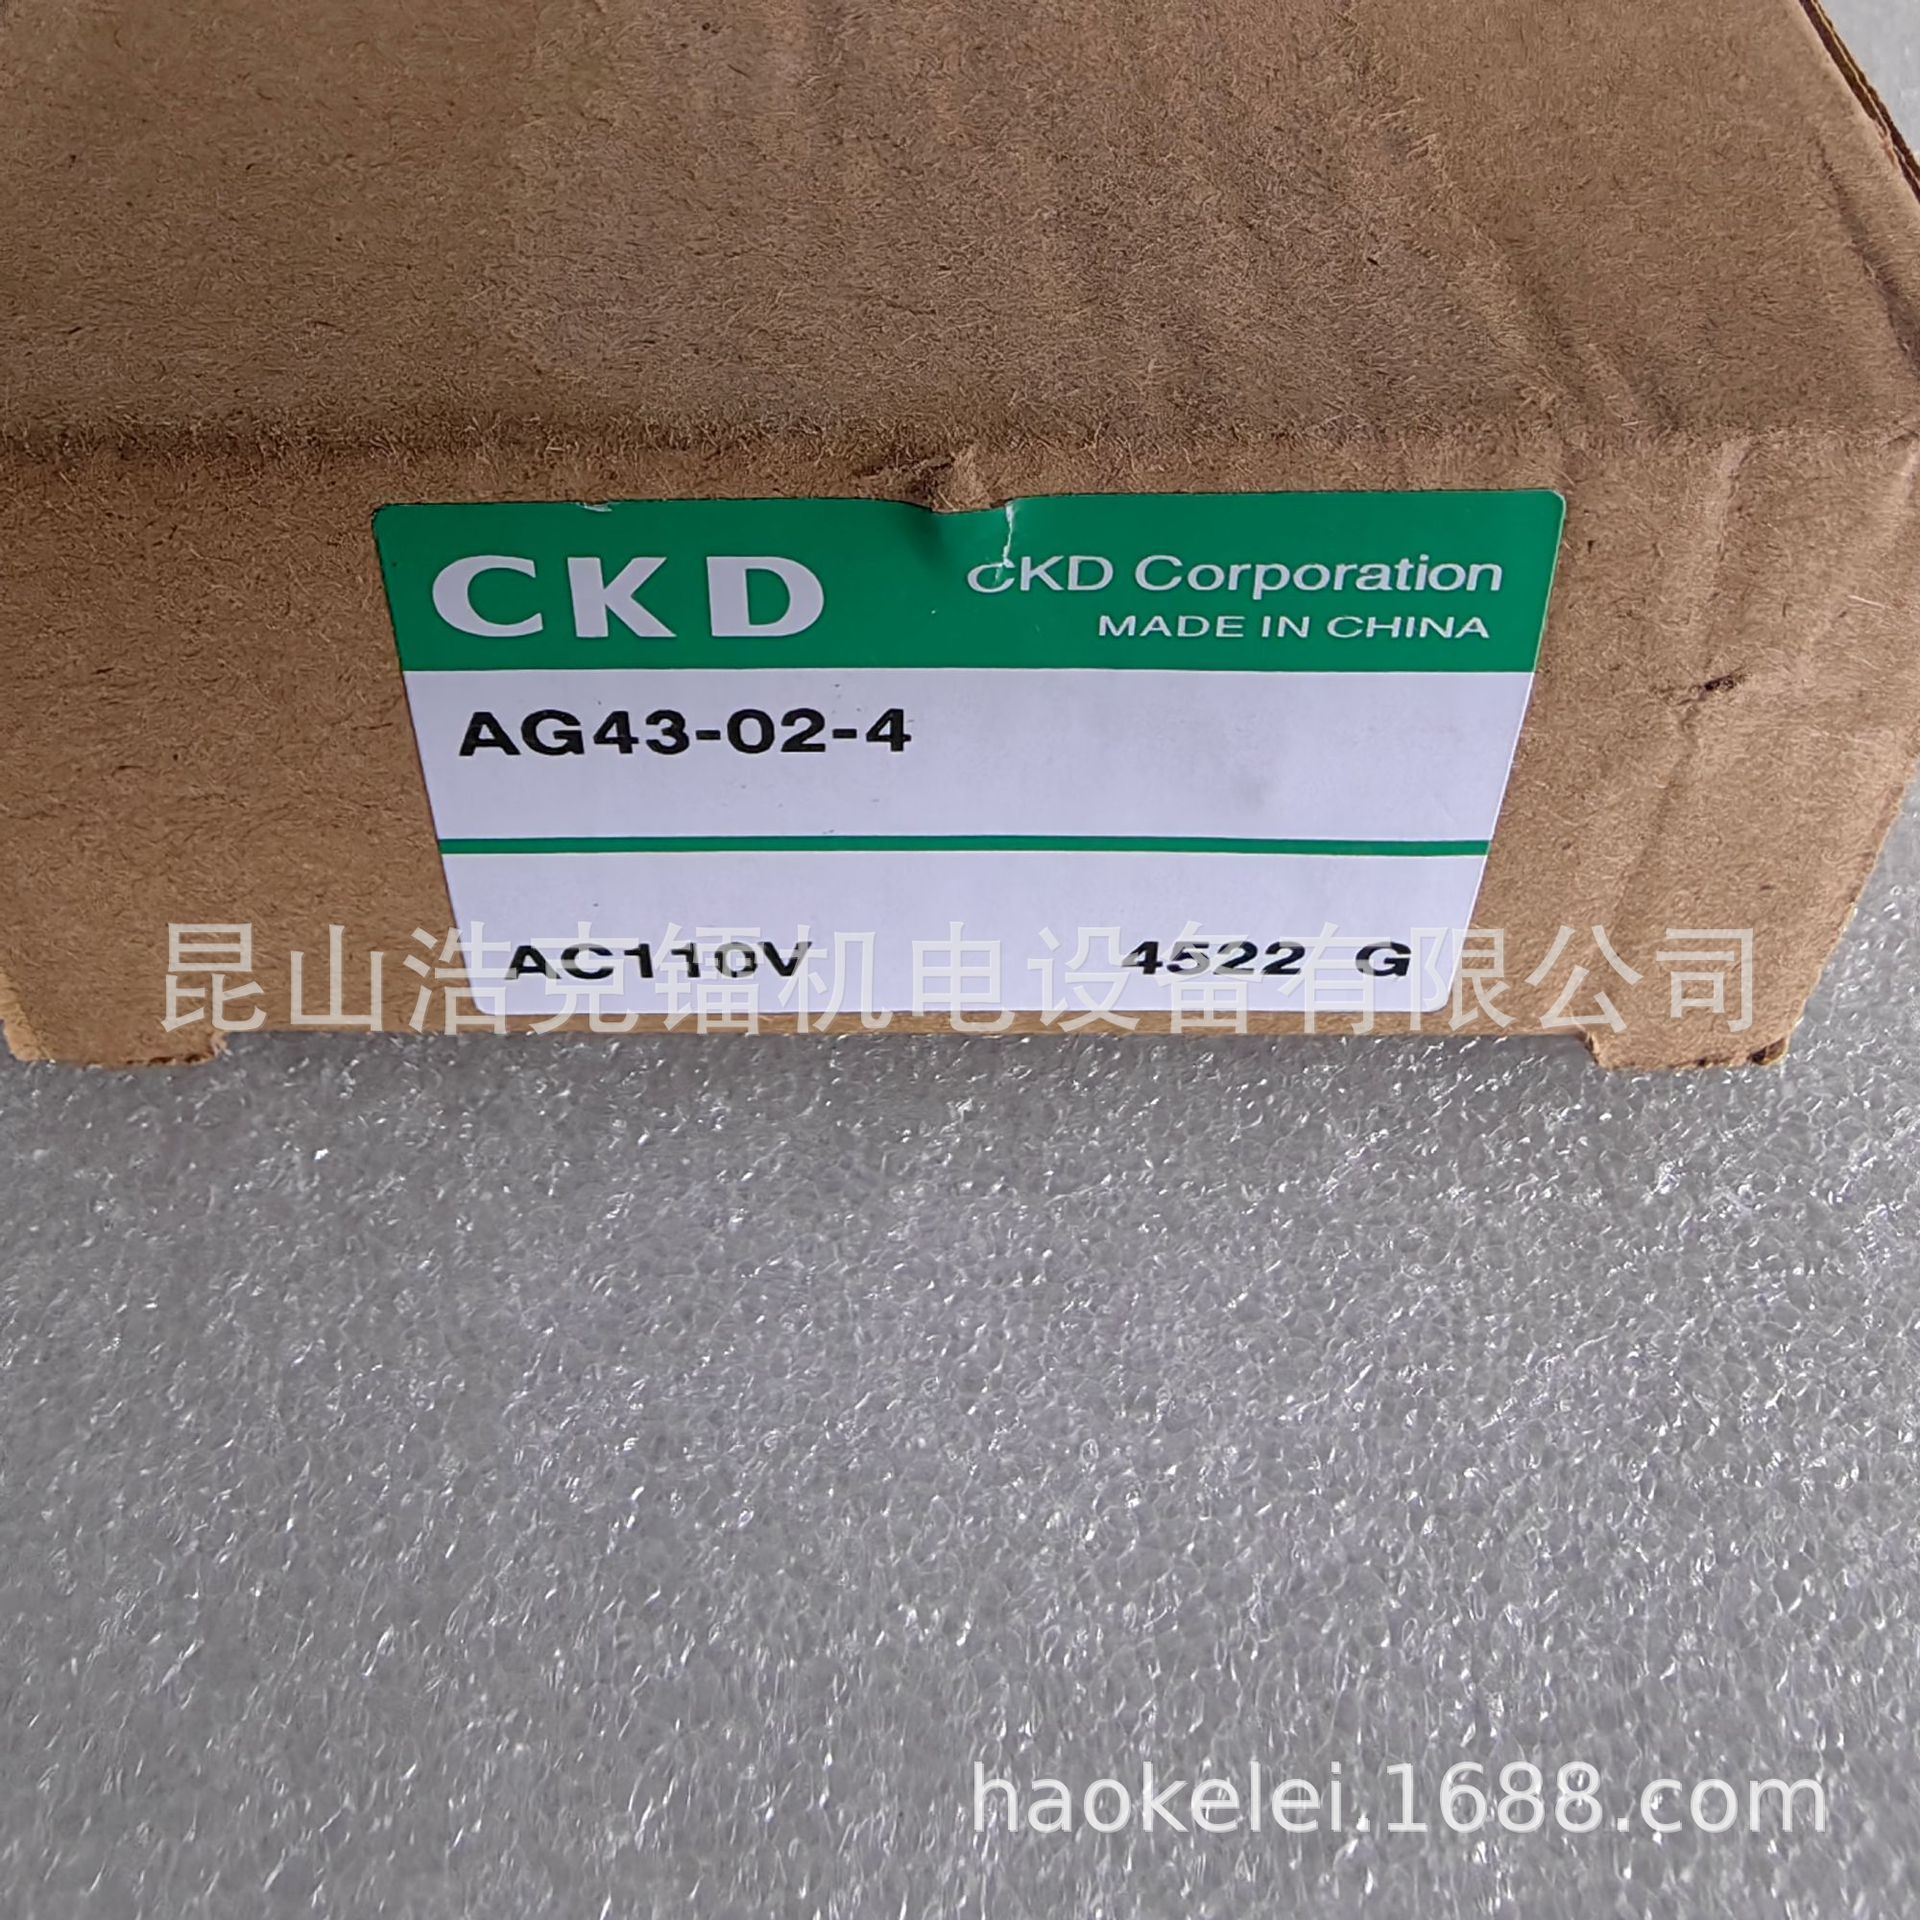 CKD
CKD Corporation
MADE IN CHINA
AG43-02-4
AC110V 4522 G
昆山浩克镭机电设备有限公司
haokelei.1688.com